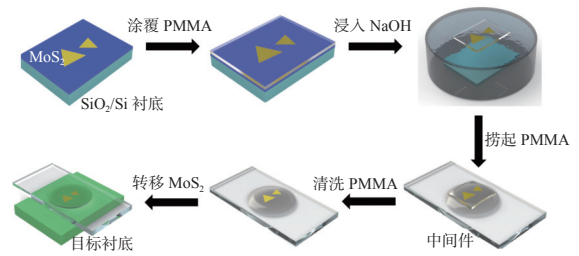 涂覆 PMMA
浸入 NaOH
MoS₂
SiO₂/Si 衬底
捞起 PMMA
转移 MoS₂
清洗 PMMA
目标衬底
中间件